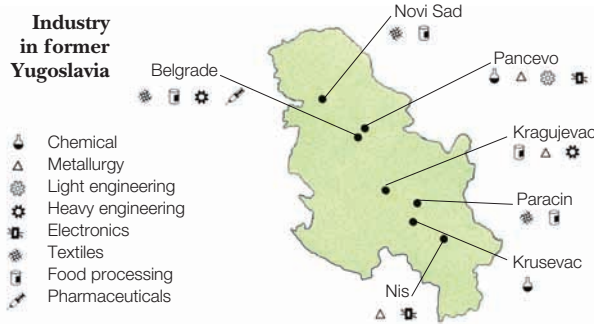 Industry
in former
Yugoslavia
Novi Sad
Pancevo
Belgrade
Kragujevac
Paracin
Krusevac
Nis
Chemical
Metallurgy
Light engineering
Heavy engineering
Electronics
Textiles
Food processing
Pharmaceuticals